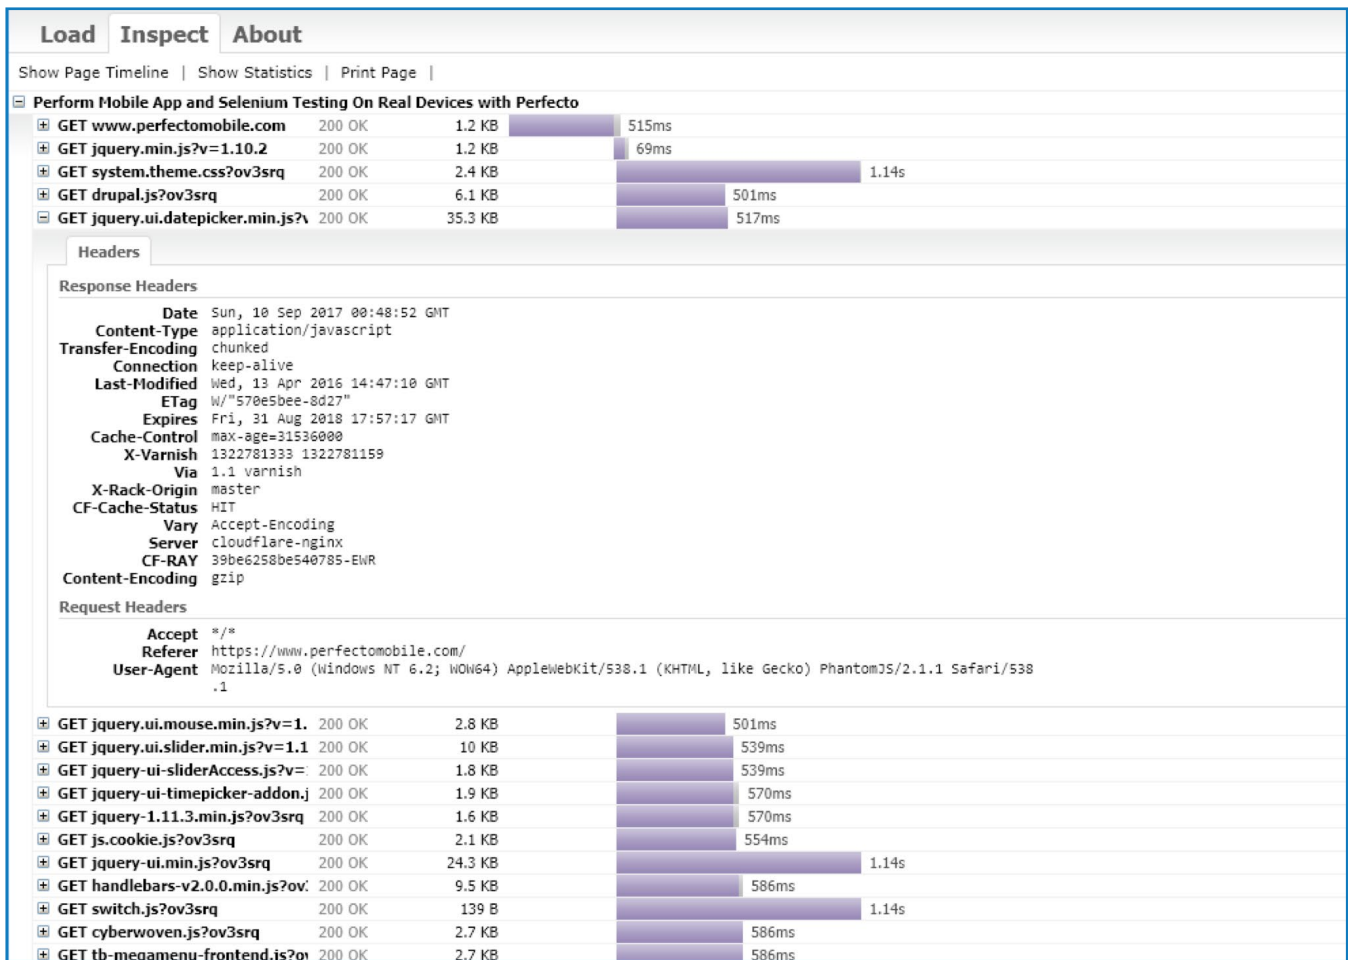 Load Inspect About
Show Page Timeline | Show Statistics | Print Page |
Perform Mobile App and Selenium Testing On Real Devices with Perfecto
GET www.perfectomobile.com 200 OK 1.2 KB 515ms
GET jquery.min.js?v=1.10.2 200 OK 1.2 KB 69ms
GET system.theme.css?ov3srq 200 OK 2.4 KB 1.14s
GET drupal.js?ov3srq 200 OK 6.1 KB 501ms
GET jquery.ui.datepicker.min.js?v 200 OK 35.3 KB 517ms
Headers
Response Headers
Date Sun, 10 Sep 2017 00:48:52 GMT
Content-Type application/javascript
Transfer-Encoding chunked
Connection keep-alive
Last-Modified Wed, 13 Apr 2016 14:47:10 GMT
ETag W/"570e5bee-8d27"
Expires Fri, 31 Aug 2018 17:57:17 GMT
Cache-Control max-age=31536000
X-Varnish 1322781333 1322781159
Via 1.1 varnish
X-Rack-Origin master
CF-Cache-Status HIT
Vary Accept-Encoding
Server cloudflare-nginx
CF-RAY 39be6258be540785-EWR
Content-Encoding gzip
Request Headers
Accept */*
Referer https://www.perfectomobile.com/
User-Agent Mozilla/5.0 (Windows NT 6.2; WOW64) AppleWebKit/538.1 (KHTML, like Gecko) PhantomJS/2.1.1 Safari/538
.1
GET jquery.ui.mouse.min.js?v=1. 200 OK 2.8 KB 501ms
GET jquery.ui.slider.min.js?v=1.1 200 OK 10 KB 539ms
GET jquery-ui-sliderAccess.js?v= 200 OK 1.8 KB 539ms
GET jquery-ui-timepicker-addon.j 200 OK 1.9 KB 570ms
GET jquery-1.11.3.min.js?ov3srq 200 OK 1.6 KB 570ms
GET js.cookie.js?ov3srq 200 OK 2.1 KB 554ms
GET jquery-ui.min.js?ov3srq 200 OK 24.3 KB 1.14s
GET handlebars-v2.0.0.min.js?ov 200 OK 9.5 KB 586ms
GET switch.js?ov3srq 200 OK 139 B 1.14s
GET cyberwoven.js?ov3srq 200 OK 2.7 KB 586ms
GET tb-megamenu-frontend.js?ov 200 OK 2.7 KB 586ms